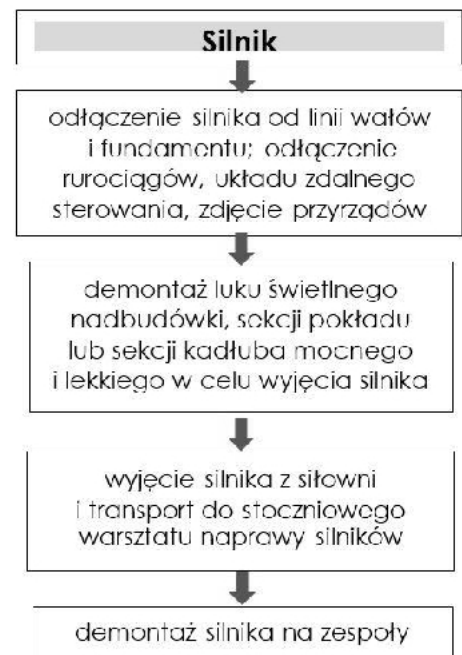 Silnik
odłączenie silnika od linii wałów
i fundamentu; odłączenie
rurociągów, układu zdalnego
sterowania, zdjęcie przyrządów
demontaż luku świetlnego
nadbudówki, sekcji pokładu
lub sekcji kadłuba mocnego
i lekkiego w celu wyjęcia silnika
wyjęcie silnika z siłowni
i transport do stoczniowego
warsztatu naprawy silników
demontaż silnika na zespoły